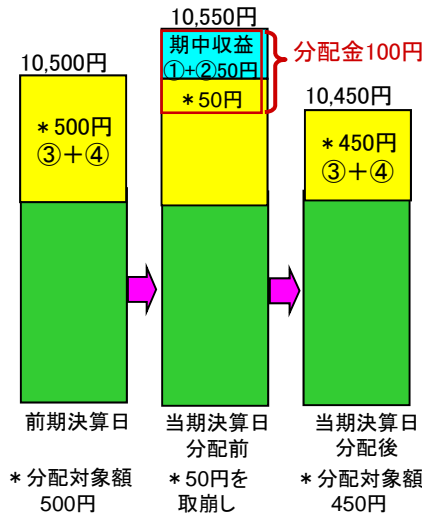 10,550円
期中収益
①+②50円
分配金100円
＊50円
10,500円
＊500円
③＋④
10,450円
＊450円
③＋④
前期決算日
当期決算日
分配前
当期決算日
分配後
＊分配対象額
500円
＊50円を
取崩し
＊分配対象額
450円